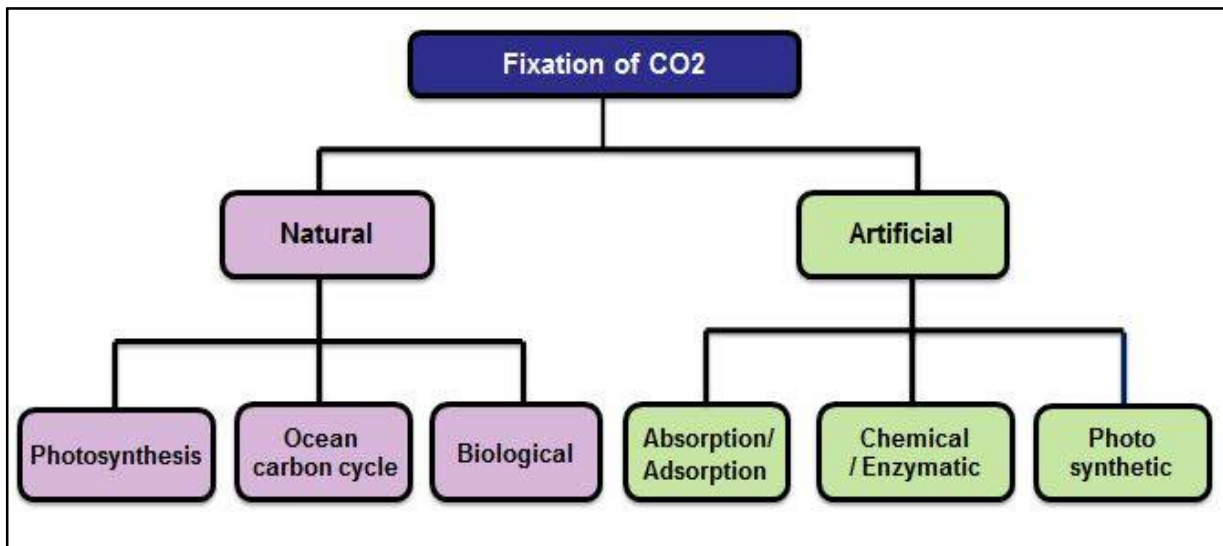 Fixation of CO2
Natural
Artificial
Photosynthesis
Ocean
carbon cycle
Biological
Absorption/
Adsorption
Chemical
/ Enzymatic
Photo
synthetic